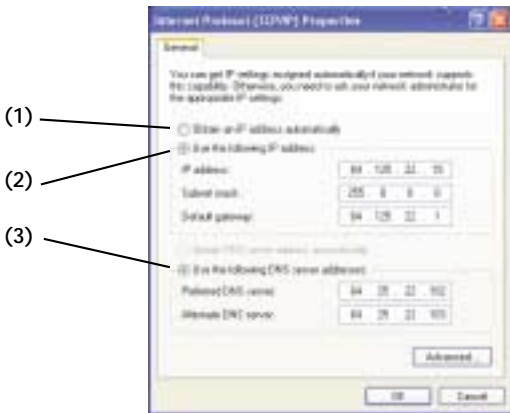 Internet Protocol (TCP/IP) Properties
General
You can get IP settings assigned automatically if your network supports
this capability. Otherwise, you need to ask your network administrator for
the appropriate IP settings.
(1)
Obtain an IP address automatically
(2)
Use the following IP address:
IP address:
Subnet mask: 255
Default gateway:
(3)
Obtain DNS server address automatically
Use the following DNS server addresses:
Preferred DNS server:
Alternate DNS server:
Advanced...
OK
Cancel